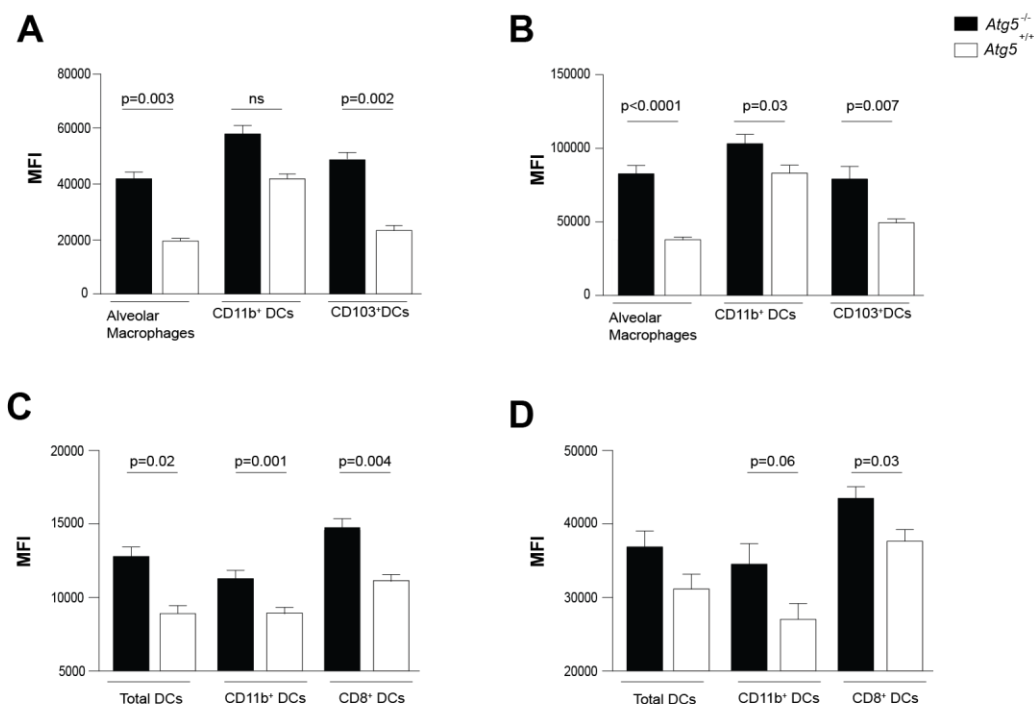 A
B
Atg5 -/-
Atg5 +/+
80000
60000
40000
20000
0
MFI
p=0.003
ns
p=0.002
Alveolar
Macrophages
CD11b⁺ DCs
CD103⁺DCs
150000
100000
50000
0
MFI
p<0.0001
p=0.03
p=0.007
Alveolar
Macrophages
CD11b⁺ DCs
CD103⁺DCs
C
D
20000
15000
10000
5000
MFI
p=0.02
p=0.001
p=0.004
Total DCs
CD11b⁺ DCs
CD8⁺ DCs
50000
40000
30000
20000
MFI
p=0.06
p=0.03
Total DCs
CD11b⁺ DCs
CD8⁺ DCs